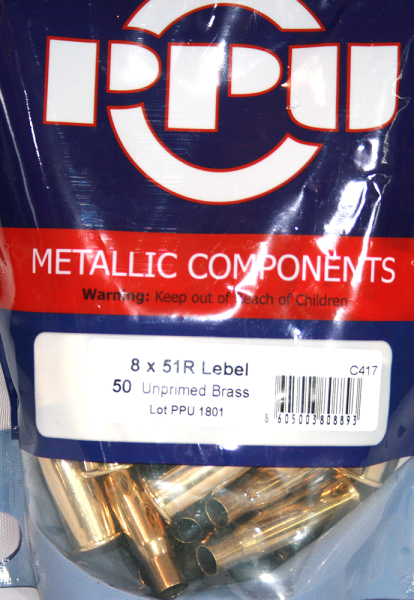 PPU
METALLIC COMPONENTS
Warning: Keep out of reach of Children
8 x 51R Lebel
C417
50 Unprimed Brass
Lot PPU 1801
8 605003 808893